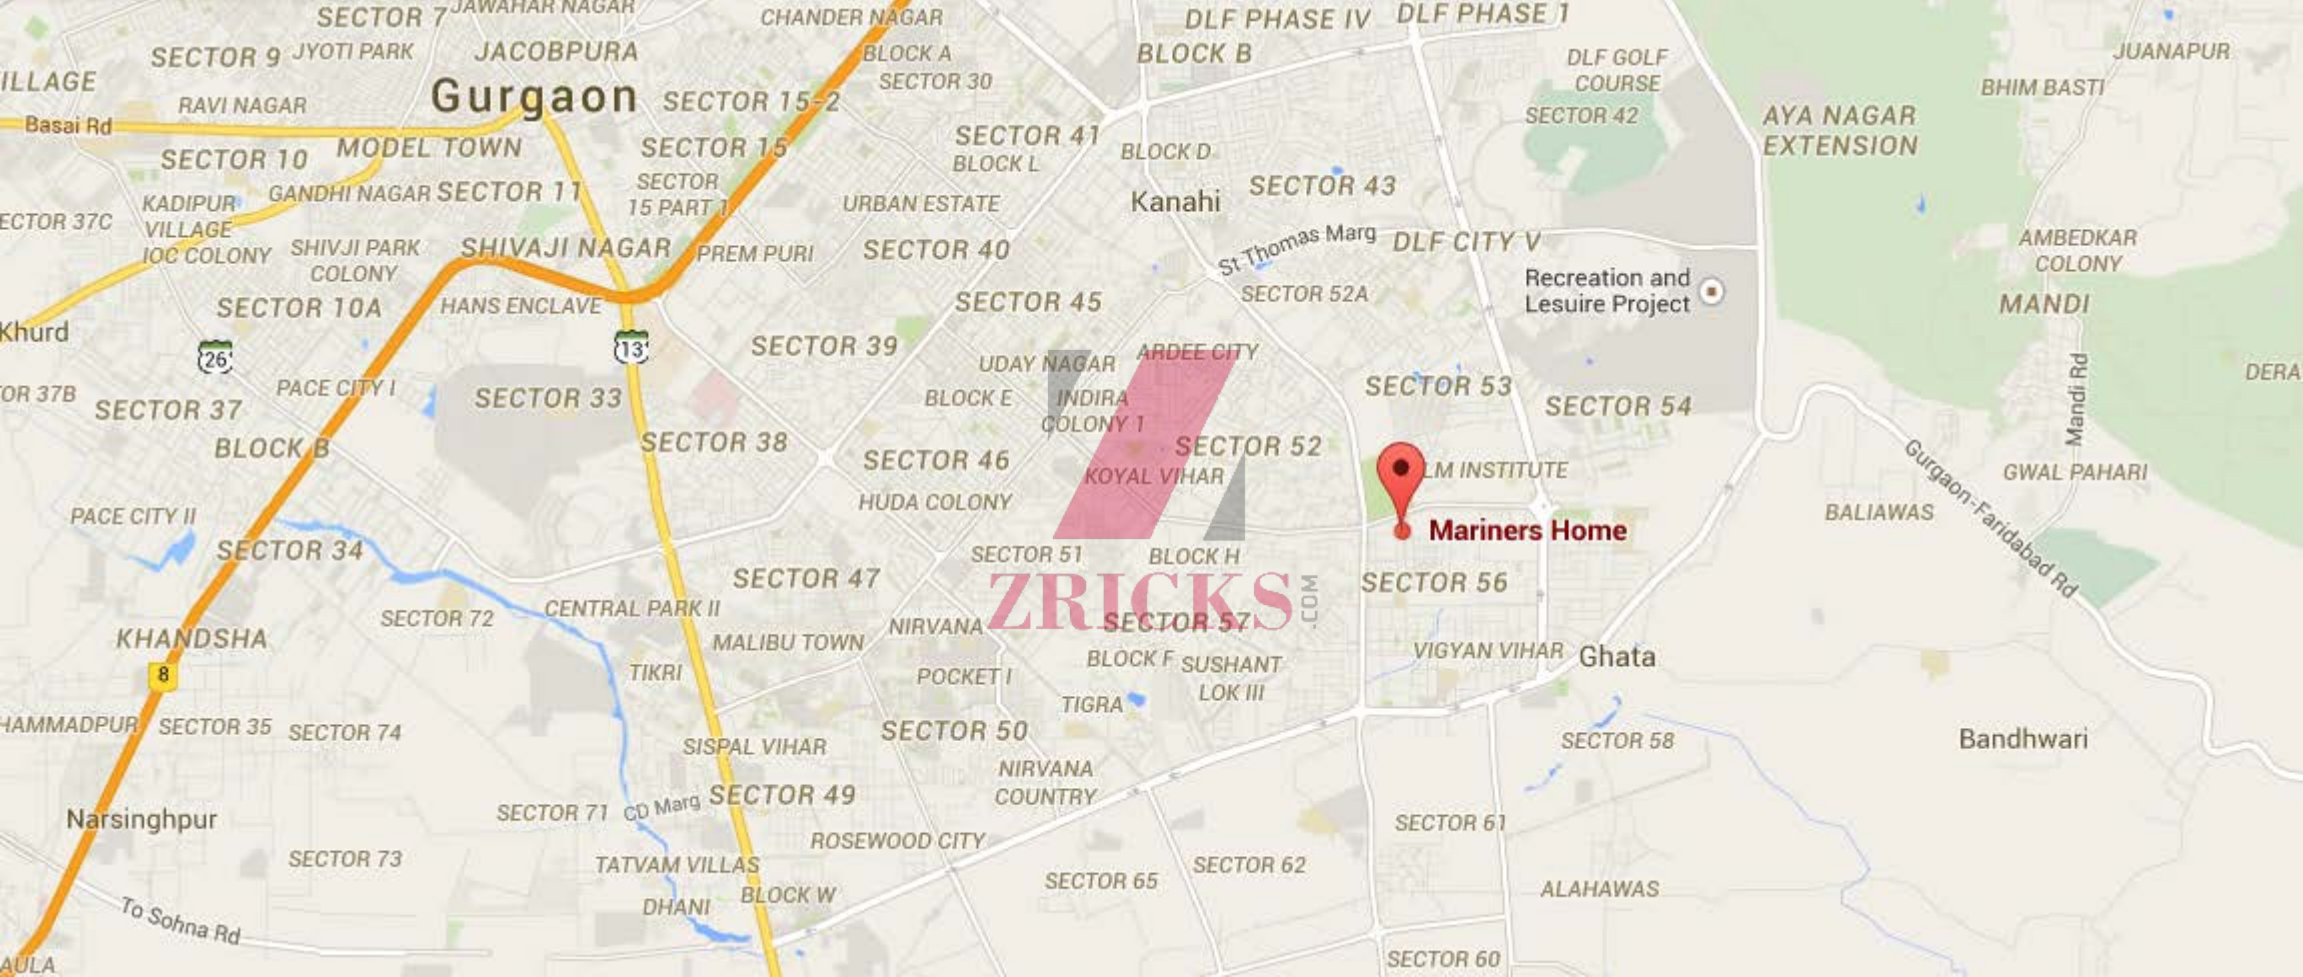 SECTOR 7
JAWAHAR NAGAR
CHANDER NAGAR
DLF PHASE IV
DLF PHASE 1
SECTOR 9
JYOTI PARK
JACOBPURA
BLOCK A
BLOCK B
DLF GOLF
COURSE
JUANAPUR
ILLAGE
Gurgaon
SECTOR 30
BHIM BASTI
RAVI NAGAR
SECTOR 15-2
SECTOR 42
AYA NAGAR
EXTENSION
Basai Rd
SECTOR 41
MODEL TOWN
SECTOR 15
BLOCK L
BLOCK D
SECTOR 10
GANDHI NAGAR
SECTOR 11
SECTOR
15 PART 1
SECTOR 43
KADIPUR
VILLAGE
URBAN ESTATE
Kanahi
ECTOR 37C
IOC COLONY
SHIVJI PARK
COLONY
SHIVAJI NAGAR
PREM PURI
SECTOR 40
St Thomas Marg
DLF CITY V
AMBEDKAR
COLONY
Recreation and
Lesuire Project
SECTOR 10A
HANS ENCLAVE
SECTOR 45
SECTOR 52A
MANDI
Khurd
26
13
SECTOR 39
UDAY NAGAR
ARDEE CITY
DERA
OR 37B
PACE CITY I
SECTOR 33
BLOCK E
INDIRA
COLONY 1
SECTOR 53
SECTOR 54
Mandi Rd
SECTOR 37
BLOCK B
SECTOR 38
SECTOR 46
SECTOR 52
KOYAL VIHAR
LM INSTITUTE
GWAL PAHARI
Gurgaon-Faridabad Rd
HUDA COLONY
BALIAWAS
PACE CITY II
Mariners Home
SECTOR 34
SECTOR 51
BLOCK H
SECTOR 47
SECTOR 56
ZRICKS
.COM
SECTOR 72
CENTRAL PARK II
NIRVANA
SECTOR 57
KHANDSHA
MALIBU TOWN
VIGYAN VIHAR
Ghata
8
TIKRI
POCKET I
BLOCK F
SUSHANT
LOK III
TIGRA
HAMMADPUR
SECTOR 35
SECTOR 74
SECTOR 50
SISPAL VIHAR
SECTOR 58
Bandhwari
NIRVANA
COUNTRY
SECTOR 49
SECTOR 71
CD Marg
Narsinghpur
SECTOR 61
ROSEWOOD CITY
SECTOR 73
TATVAM VILLAS
SECTOR 62
SECTOR 65
ALAHAWAS
BLOCK W
DHANI
To Sohna Rd
SECTOR 60
AULA